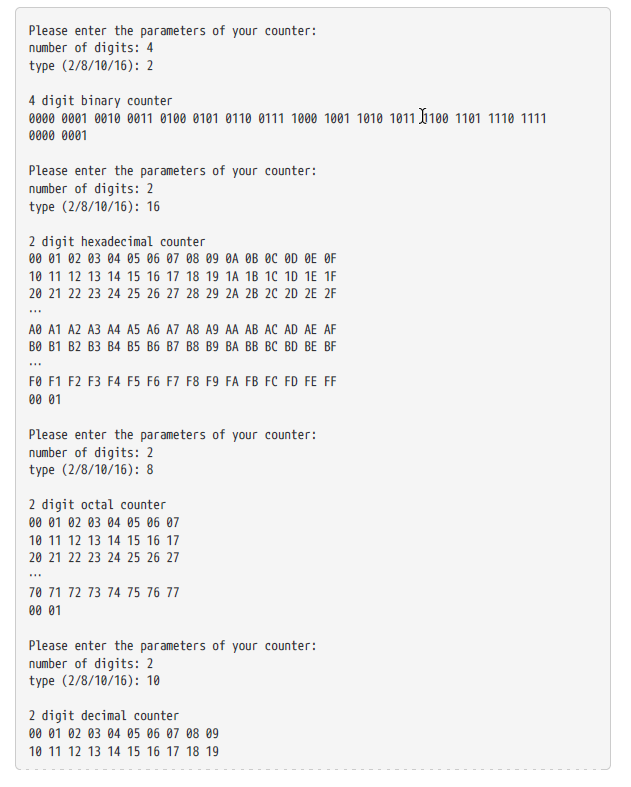 Please enter the parameters of your counter:
number of digits: 4
type (2/8/10/16): 2
4 digit binary counter
0000 0001 0010 0011 0100 0101 0110 0111 1000 1001 1010 1011 1100 1101 1110 1111
0000 0001
Please enter the parameters of your counter:
number of digits: 2
type (2/8/10/16): 16
2 digit hexadecimal counter
00 01 02 03 04 05 06 07 08 09 0A 0B 0C 0D 0E 0F
10 11 12 13 14 15 16 17 18 19 1A 1B 1C 1D 1E 1F
20 21 22 23 24 25 26 27 28 29 2A 2B 2C 2D 2E 2F
...
A0 A1 A2 A3 A4 A5 A6 A7 A8 A9 AA AB AC AD AE AF
B0 B1 B2 B3 B4 B5 B6 B7 B8 B9 BA BB BC BD BE BF
...
F0 F1 F2 F3 F4 F5 F6 F7 F8 F9 FA FB FC FD FE FF
00 01
Please enter the parameters of your counter:
number of digits: 2
type (2/8/10/16): 8
2 digit octal counter
00 01 02 03 04 05 06 07
10 11 12 13 14 15 16 17
20 21 22 23 24 25 26 27
...
70 71 72 73 74 75 76 77
00 01
Please enter the parameters of your counter:
number of digits: 2
type (2/8/10/16): 10
2 digit decimal counter
00 01 02 03 04 05 06 07 08 09
10 11 12 13 14 15 16 17 18 19